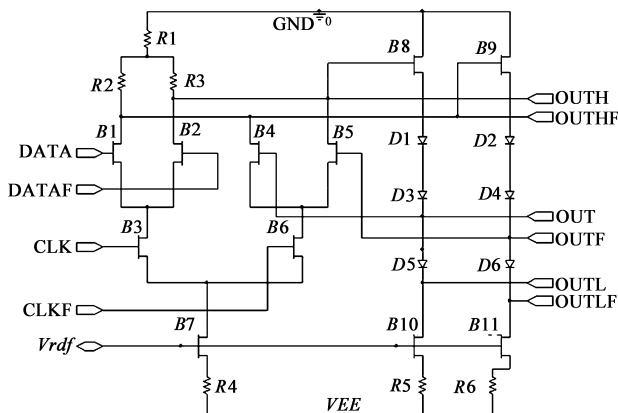 GND 0
R1 B8 B9
R2 R3
OUTH
OUTHF
B1 B2 B4 B5 D1 D2
DATA
DATAF
D3 D4
B3 B6 OUT
OUTF
CLK
D5 D6
OUTL
OUTLF
CLKF
B7 B10 B11
Vrdf
R4 R5 R6
VEE